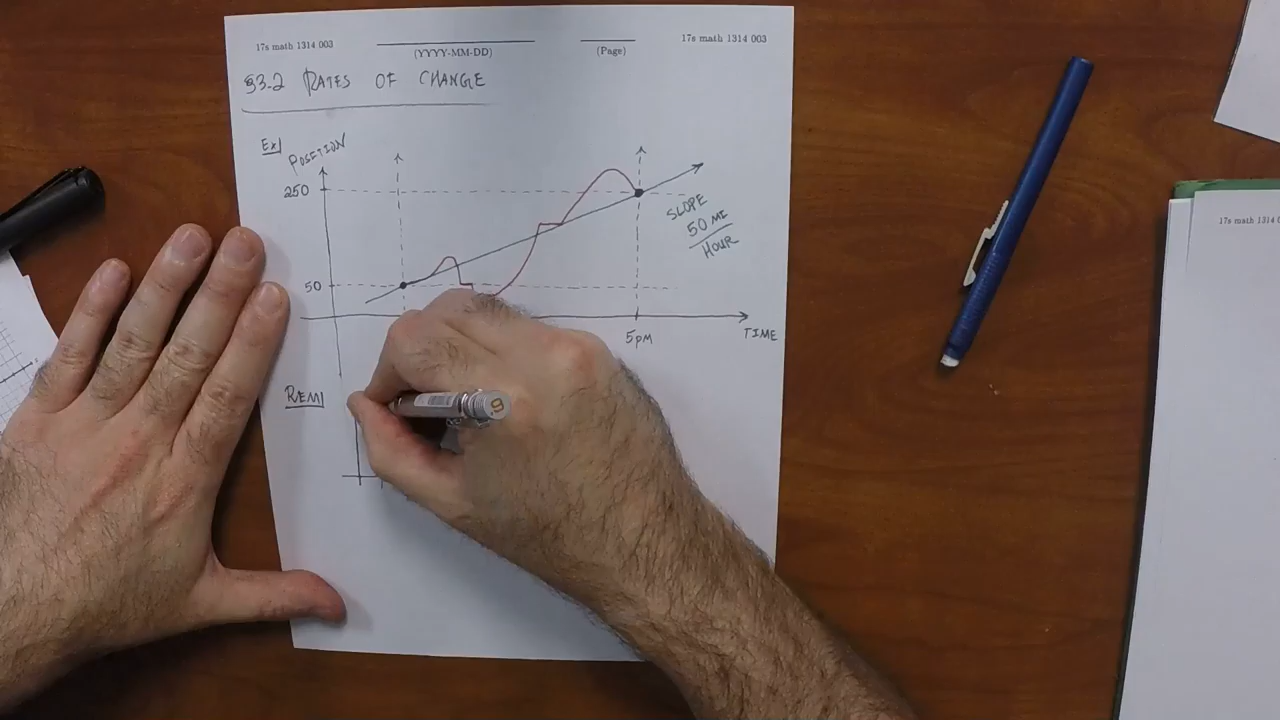 17s math 1314 003
(YYYY-MM-DD)
(Page)
17s math 1314 003
§3.2 RATES OF CHANGE
Ex|
POSITION
250
50
SLOPE
50 MI
HOUR
5pm
TIME
REM|
17s math 1314 0